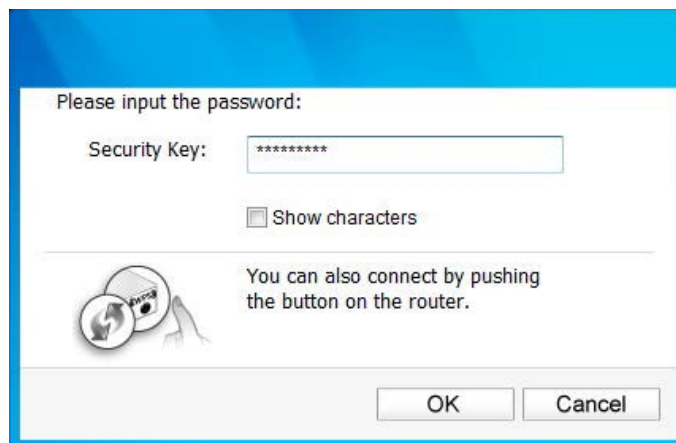 Please input the password:
Security Key: *********
Show characters
You can also connect by pushing
the button on the router.
OK Cancel